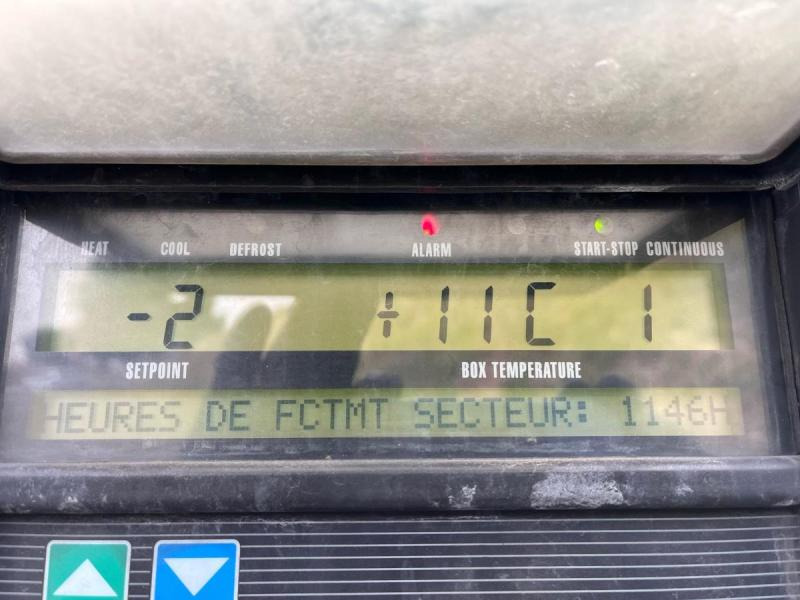 HEAT COOL DEFROST ALARM START-STOP CONTINUOUS
-2 +11C 1
SETPOINT BOX TEMPERATURE
HEURES DE FCTMT SECTEUR: 1146H